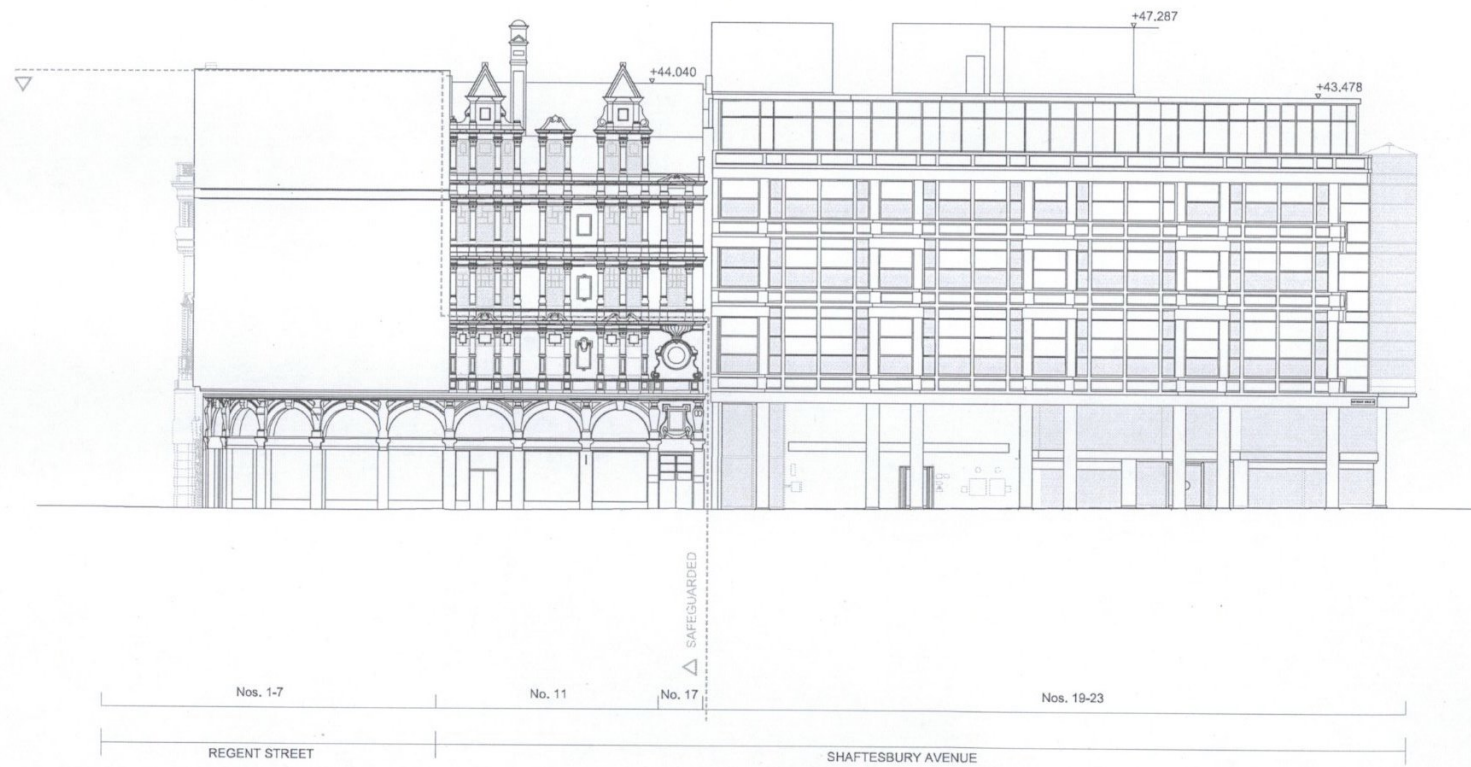 +47.287
+44.040
+43.478
SAFEGUARDED
Nos. 1-7
No. 11
No. 17
Nos. 19-23
REGENT STREET
SHAFTESBURY AVENUE